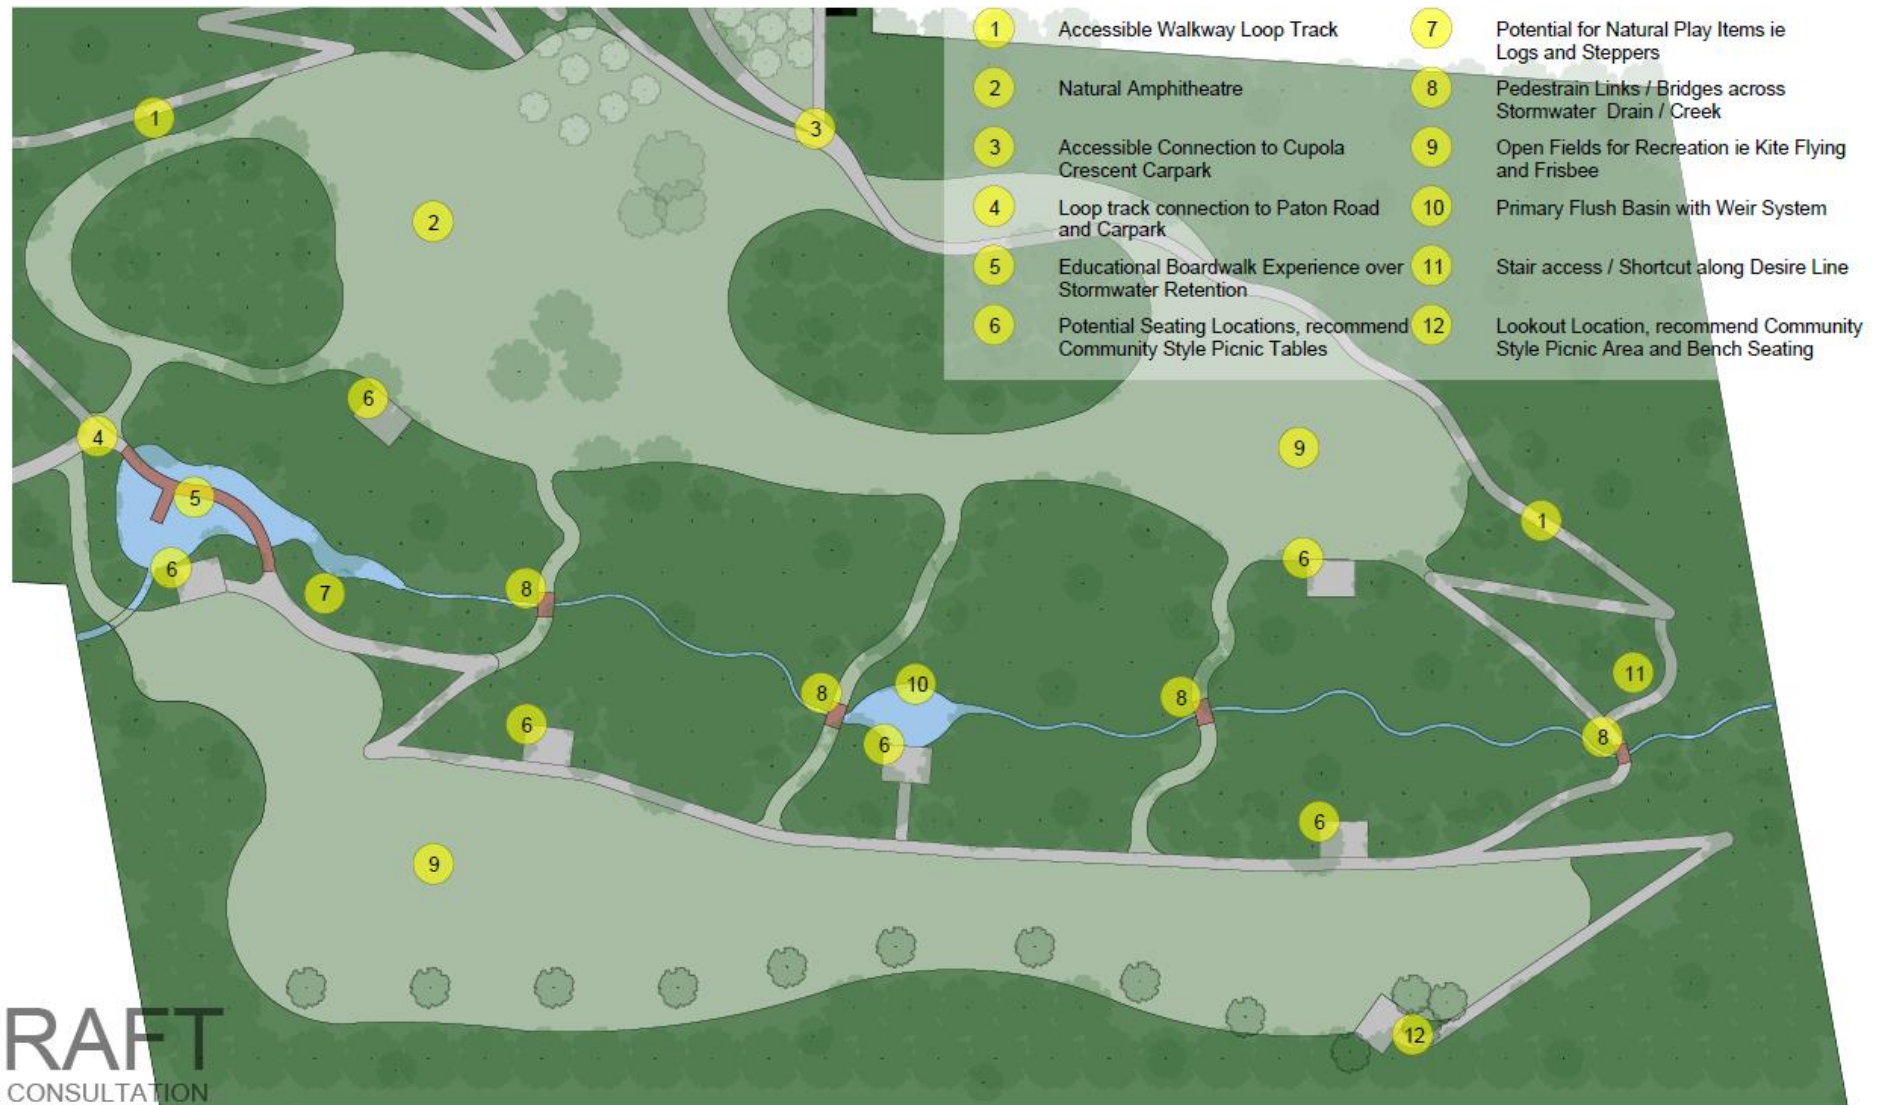 1 Accessible Walkway Loop Track
2 Natural Amphitheatre
3 Accessible Connection to Cupola
Crescent Carpark
4 Loop track connection to Paton Road
and Carpark
5 Educational Boardwalk Experience over
Stormwater Retention
6 Potential Seating Locations, recommend
Community Style Picnic Tables
7 Potential for Natural Play Items ie
Logs and Steppers
8 Pedestrain Links / Bridges across
Stormwater Drain / Creek
9 Open Fields for Recreation ie Kite Flying
and Frisbee
10 Primary Flush Basin with Weir System
11 Stair access / Shortcut along Desire Line
12 Lookout Location, recommend Community
Style Picnic Area and Bench Seating
1
3
2
6
4
9
5
1
6
6
7
8
11
8
10
8
6
6
8
6
9
12
RAFT
CONSULTATION